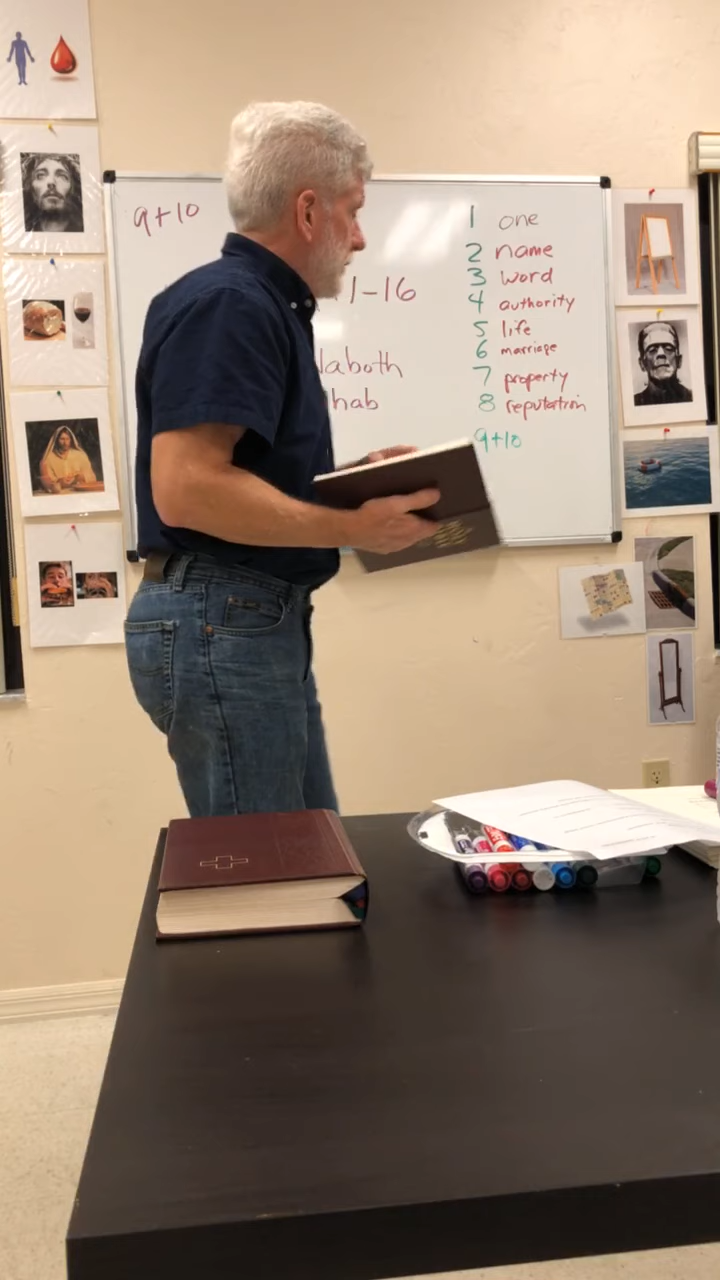 9+10
1-16
Naboth
hab
1 one
2 name
3 word
4 authority
5 life
6 marriage
7 property
8 reputation
9+10